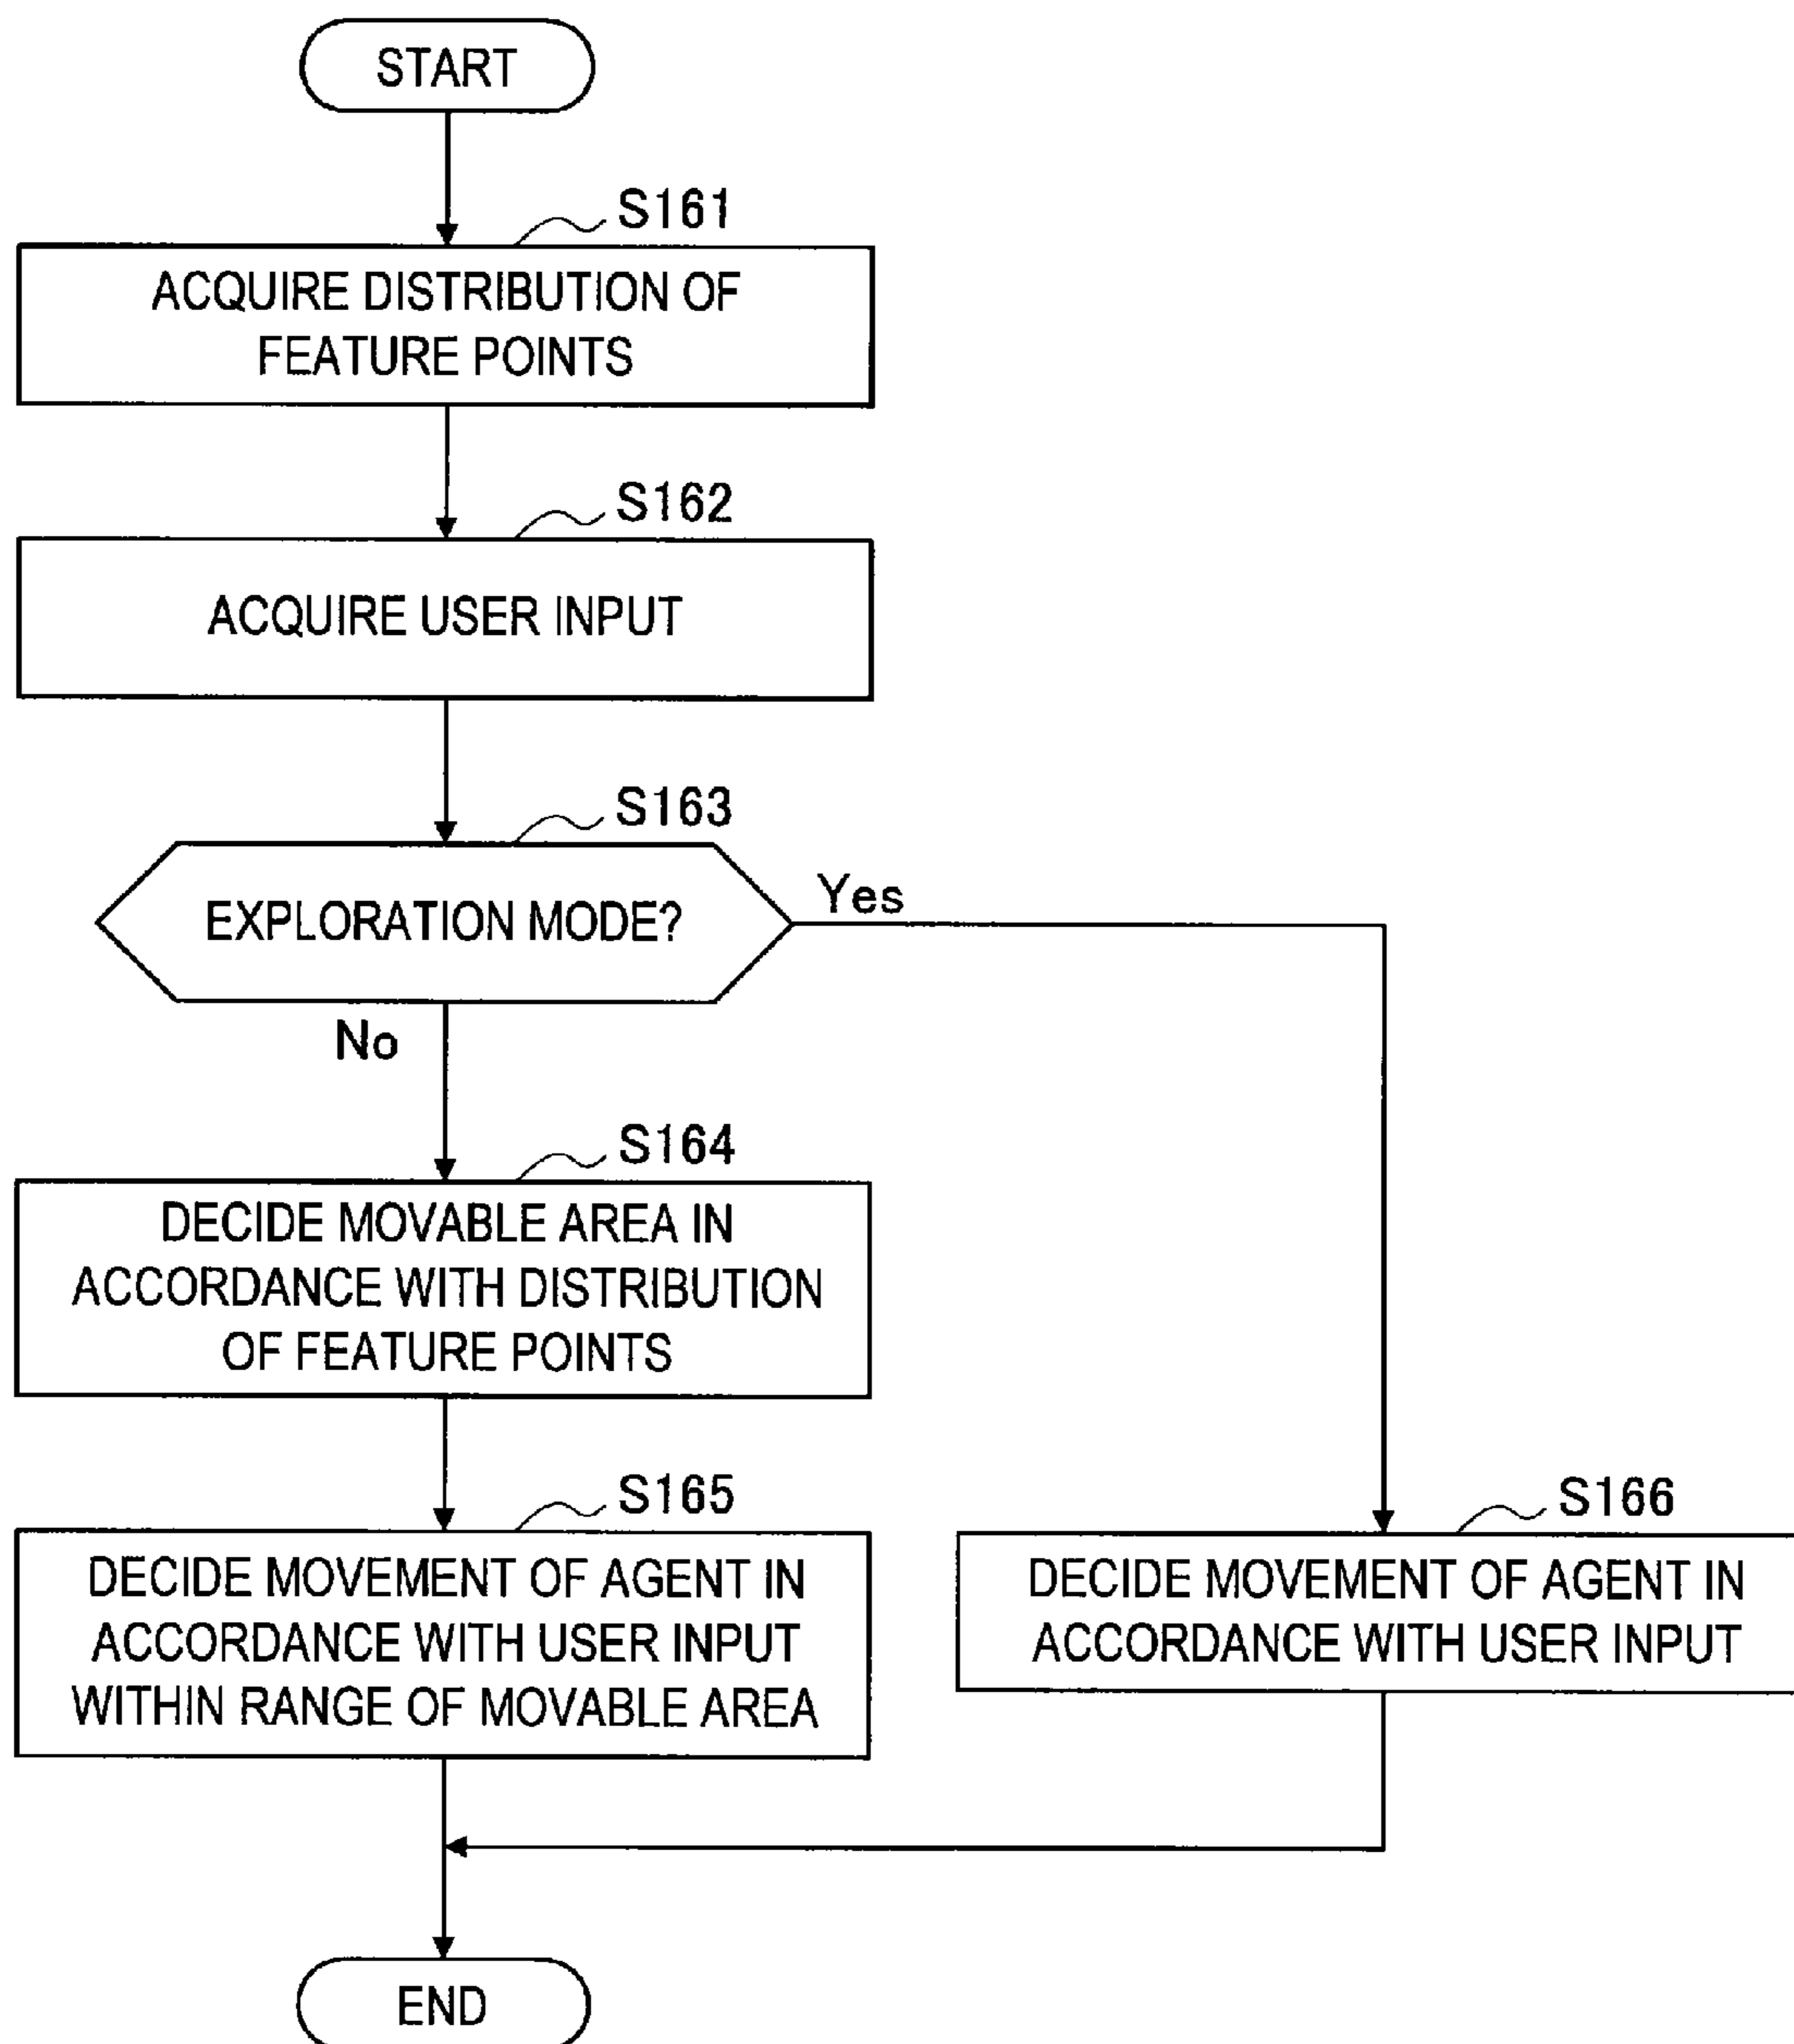 START
S161
ACQUIRE DISTRIBUTION OF
FEATURE POINTS
S162
ACQUIRE USER INPUT
S163
EXPLORATION MODE?
Yes
No
S164
DECIDE MOVABLE AREA IN
ACCORDANCE WITH DISTRIBUTION
OF FEATURE POINTS
S165
DECIDE MOVEMENT OF AGENT IN
ACCORDANCE WITH USER INPUT
WITHIN RANGE OF MOVABLE AREA
S166
DECIDE MOVEMENT OF AGENT IN
ACCORDANCE WITH USER INPUT
END